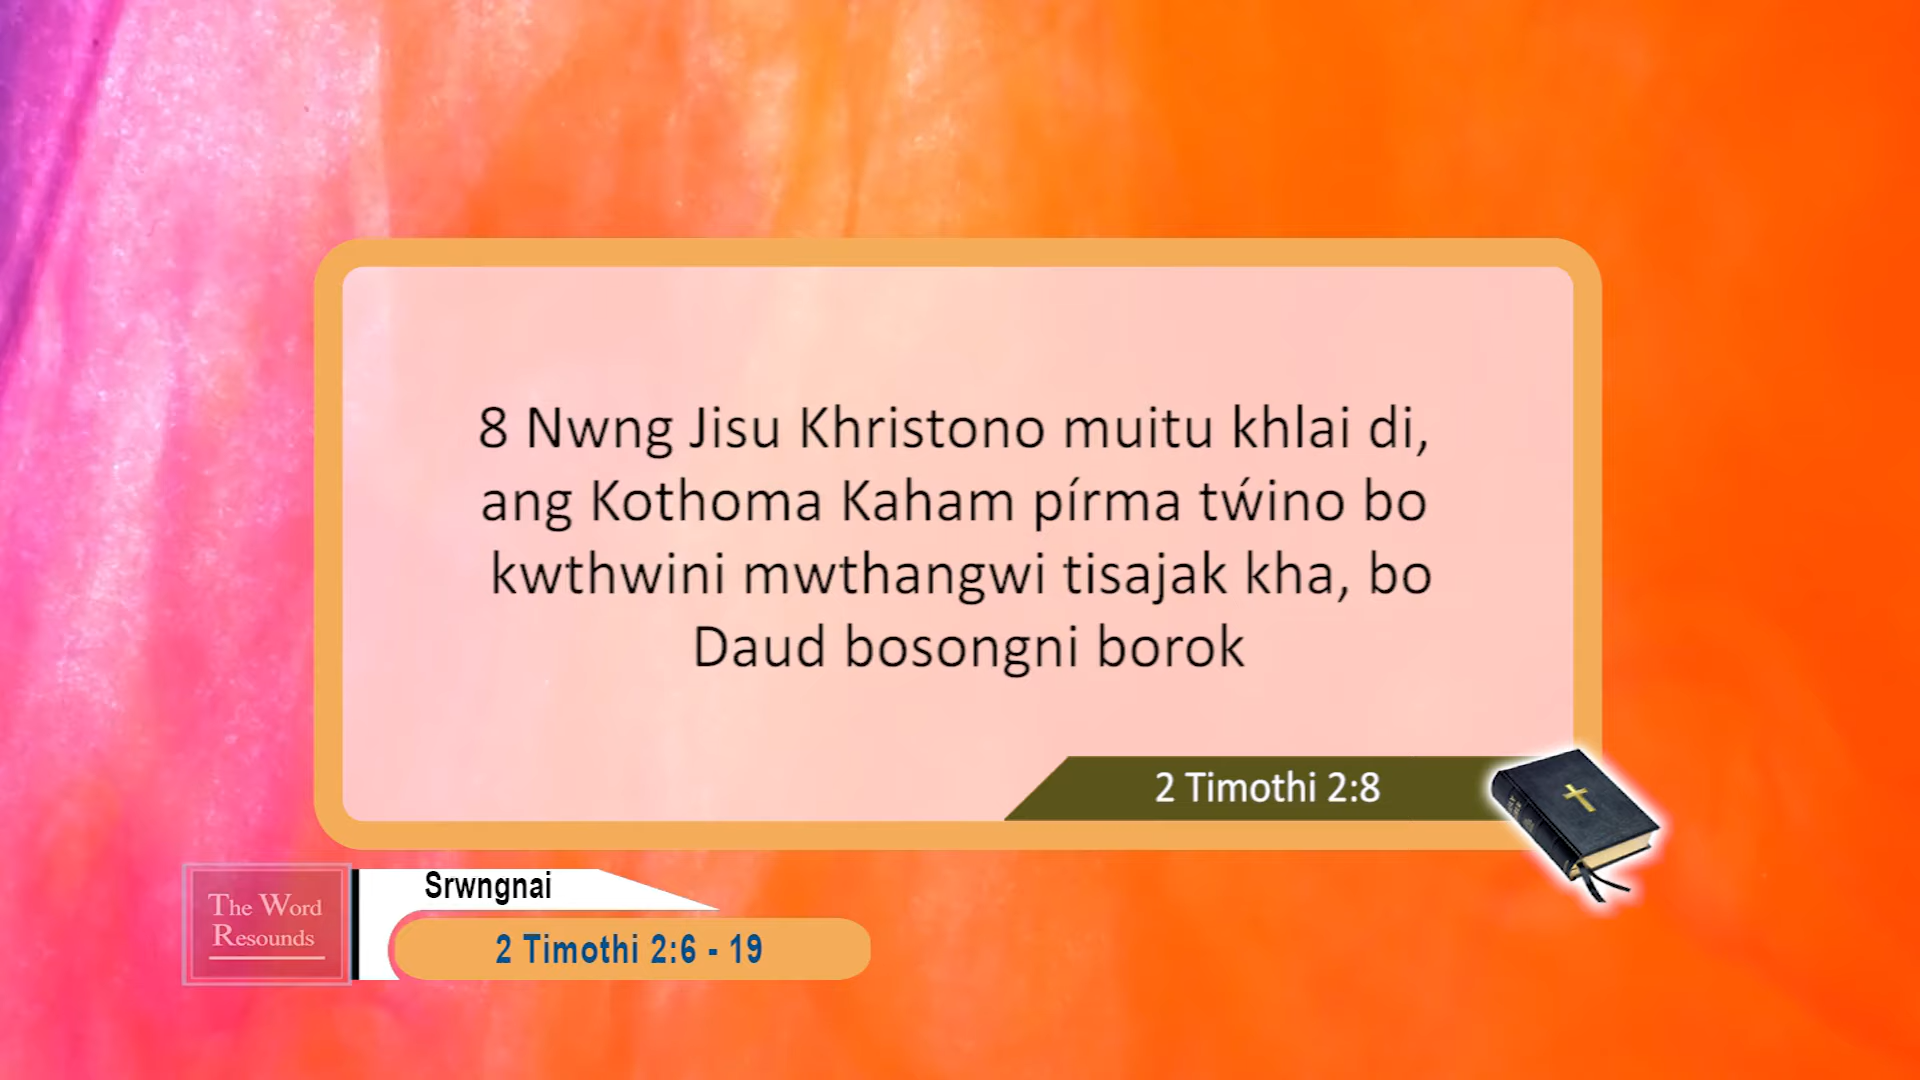 8 Nwng Jisu Khristono muitu khlai di,
ang Kothoma Kaham pírma tẃino bo
kwthwini mwthangwi tisajak kha, bo
Daud bosongni borok
2 Timothi 2:8
The Word
Resounds
Srwngnai
2 Timothi 2:6 - 19